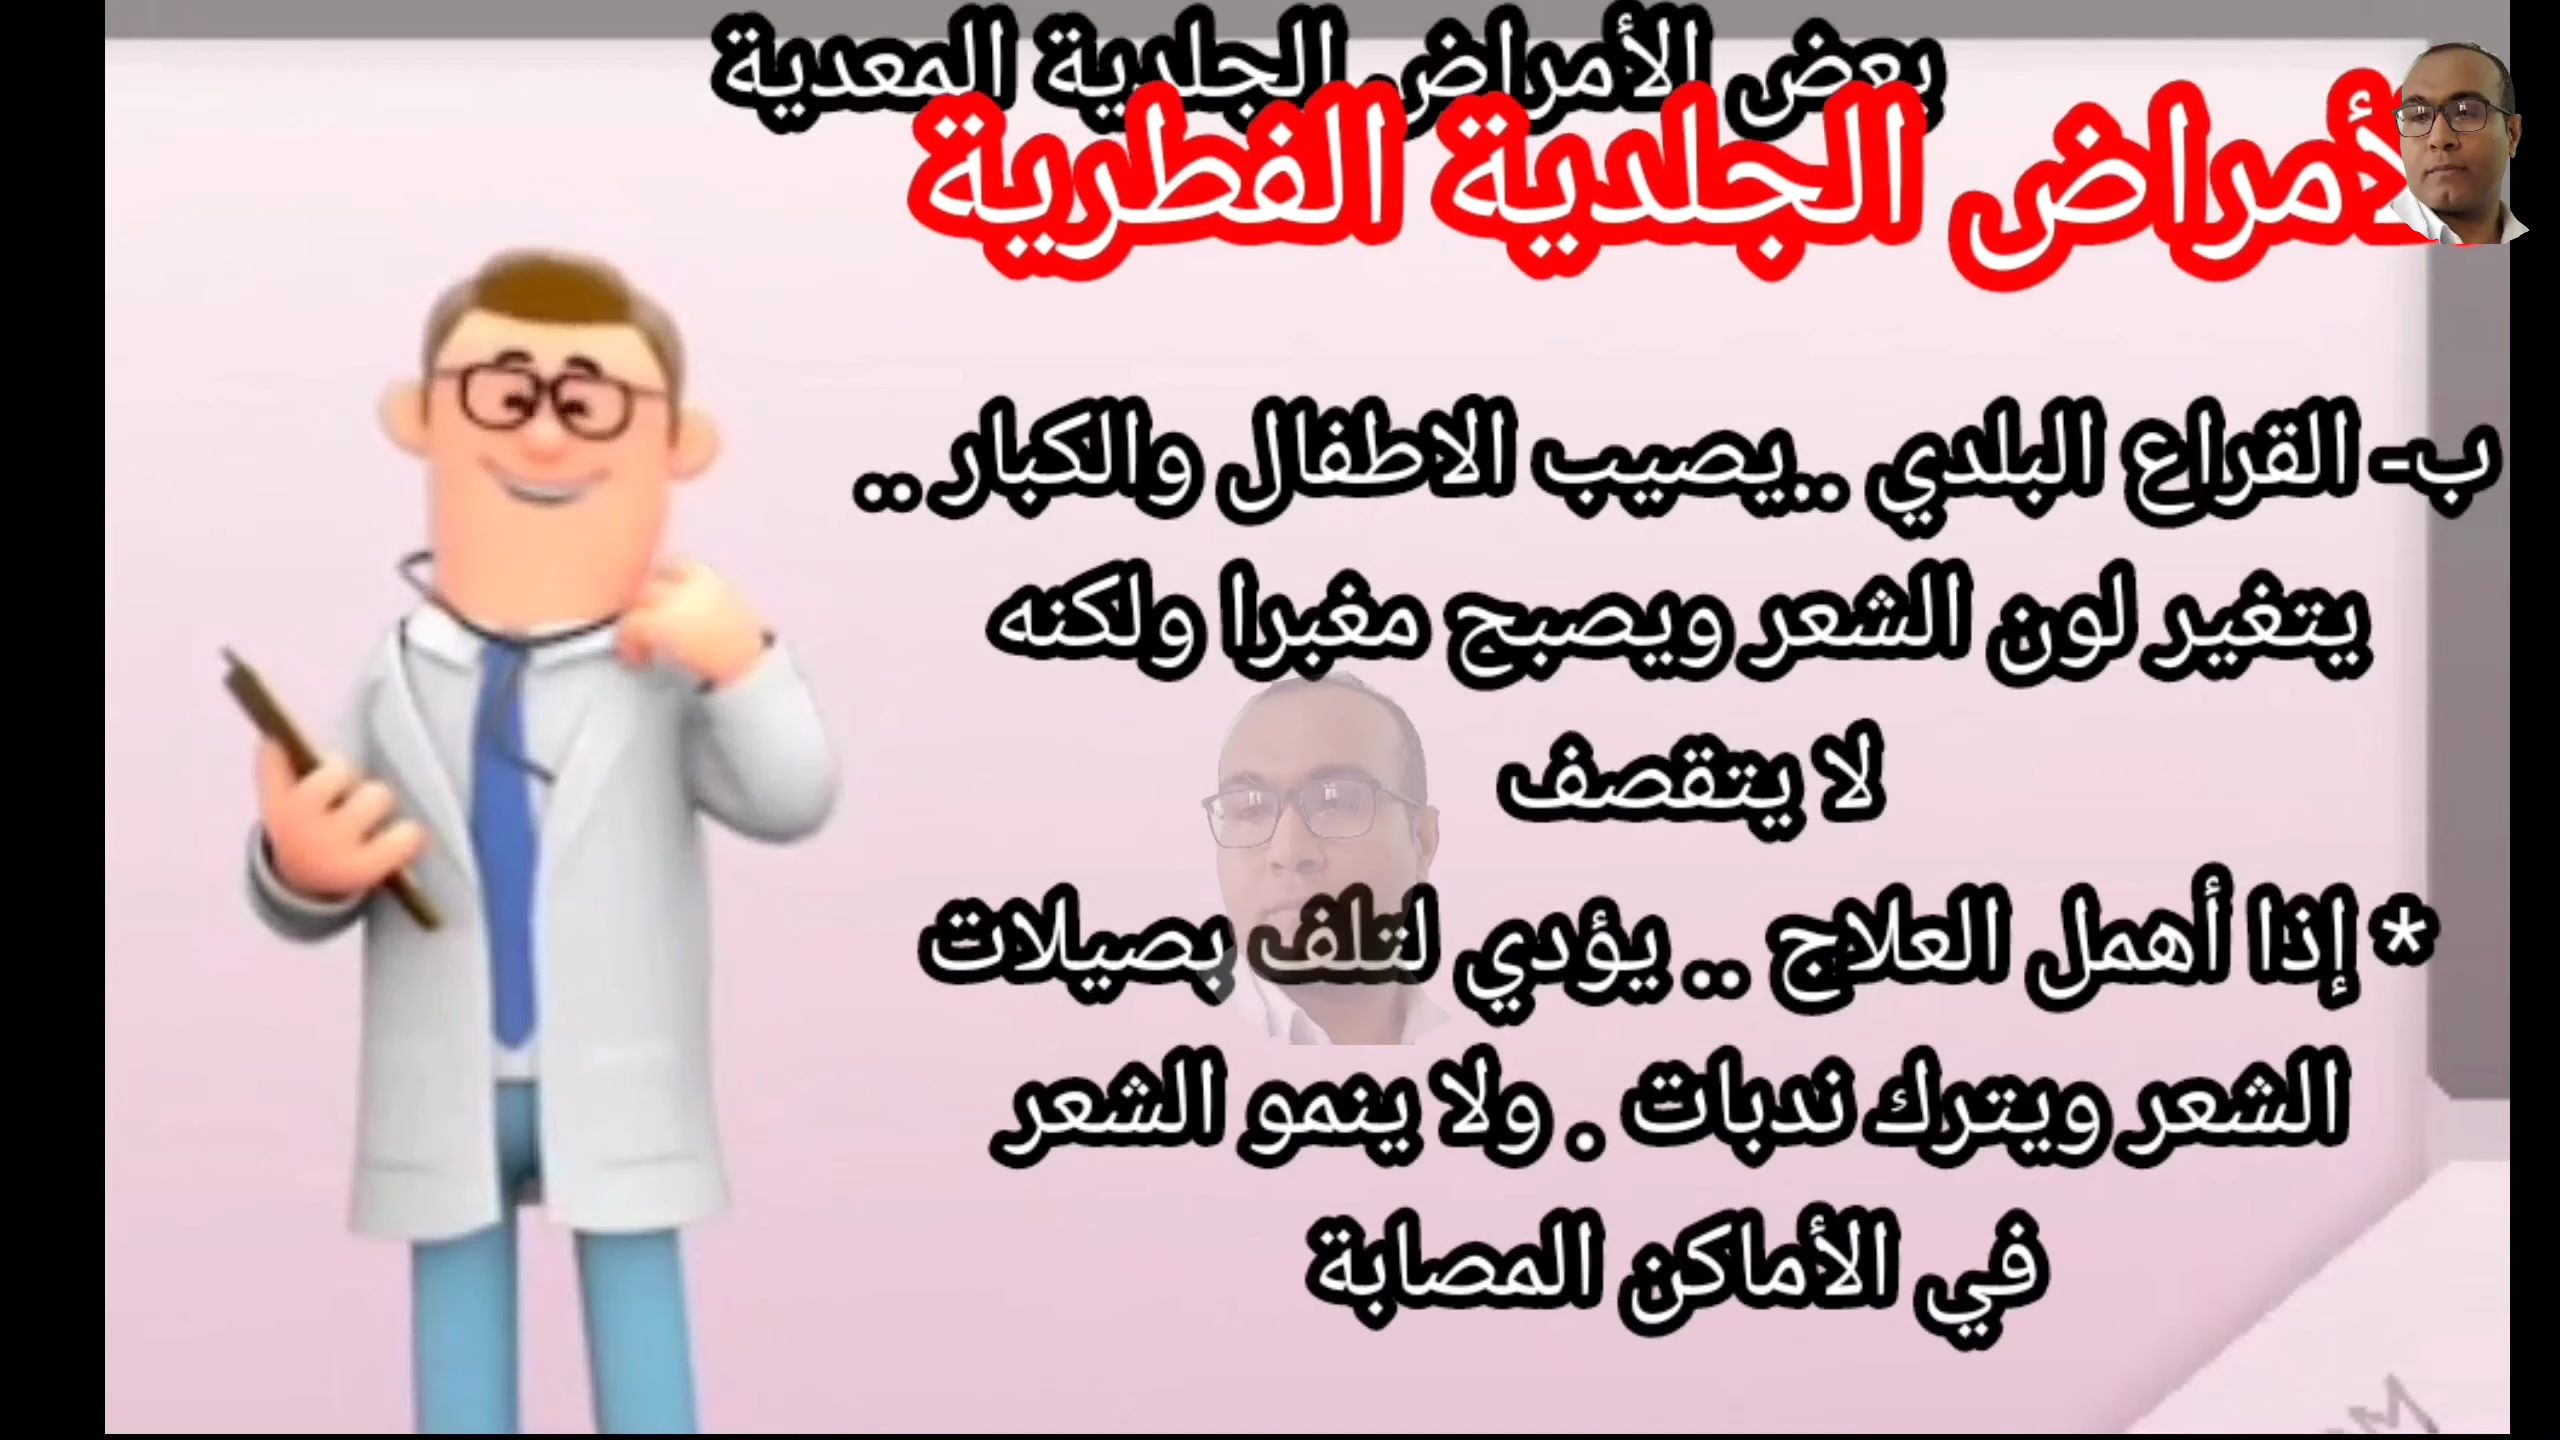 بعض الأمراض الجلدية المعدية
لأمراض الجلدية الفطرية
ب- القراع البلدي ..يصيب الاطفال والكبار ..
يتغير لون الشعر ويصبح مغبرا ولكنه
لا يتقصف
* إذا أهمل العلاج .. يؤدي لتلف بصيلات
الشعر ويترك ندبات . ولا ينمو الشعر
في الأماكن المصابة